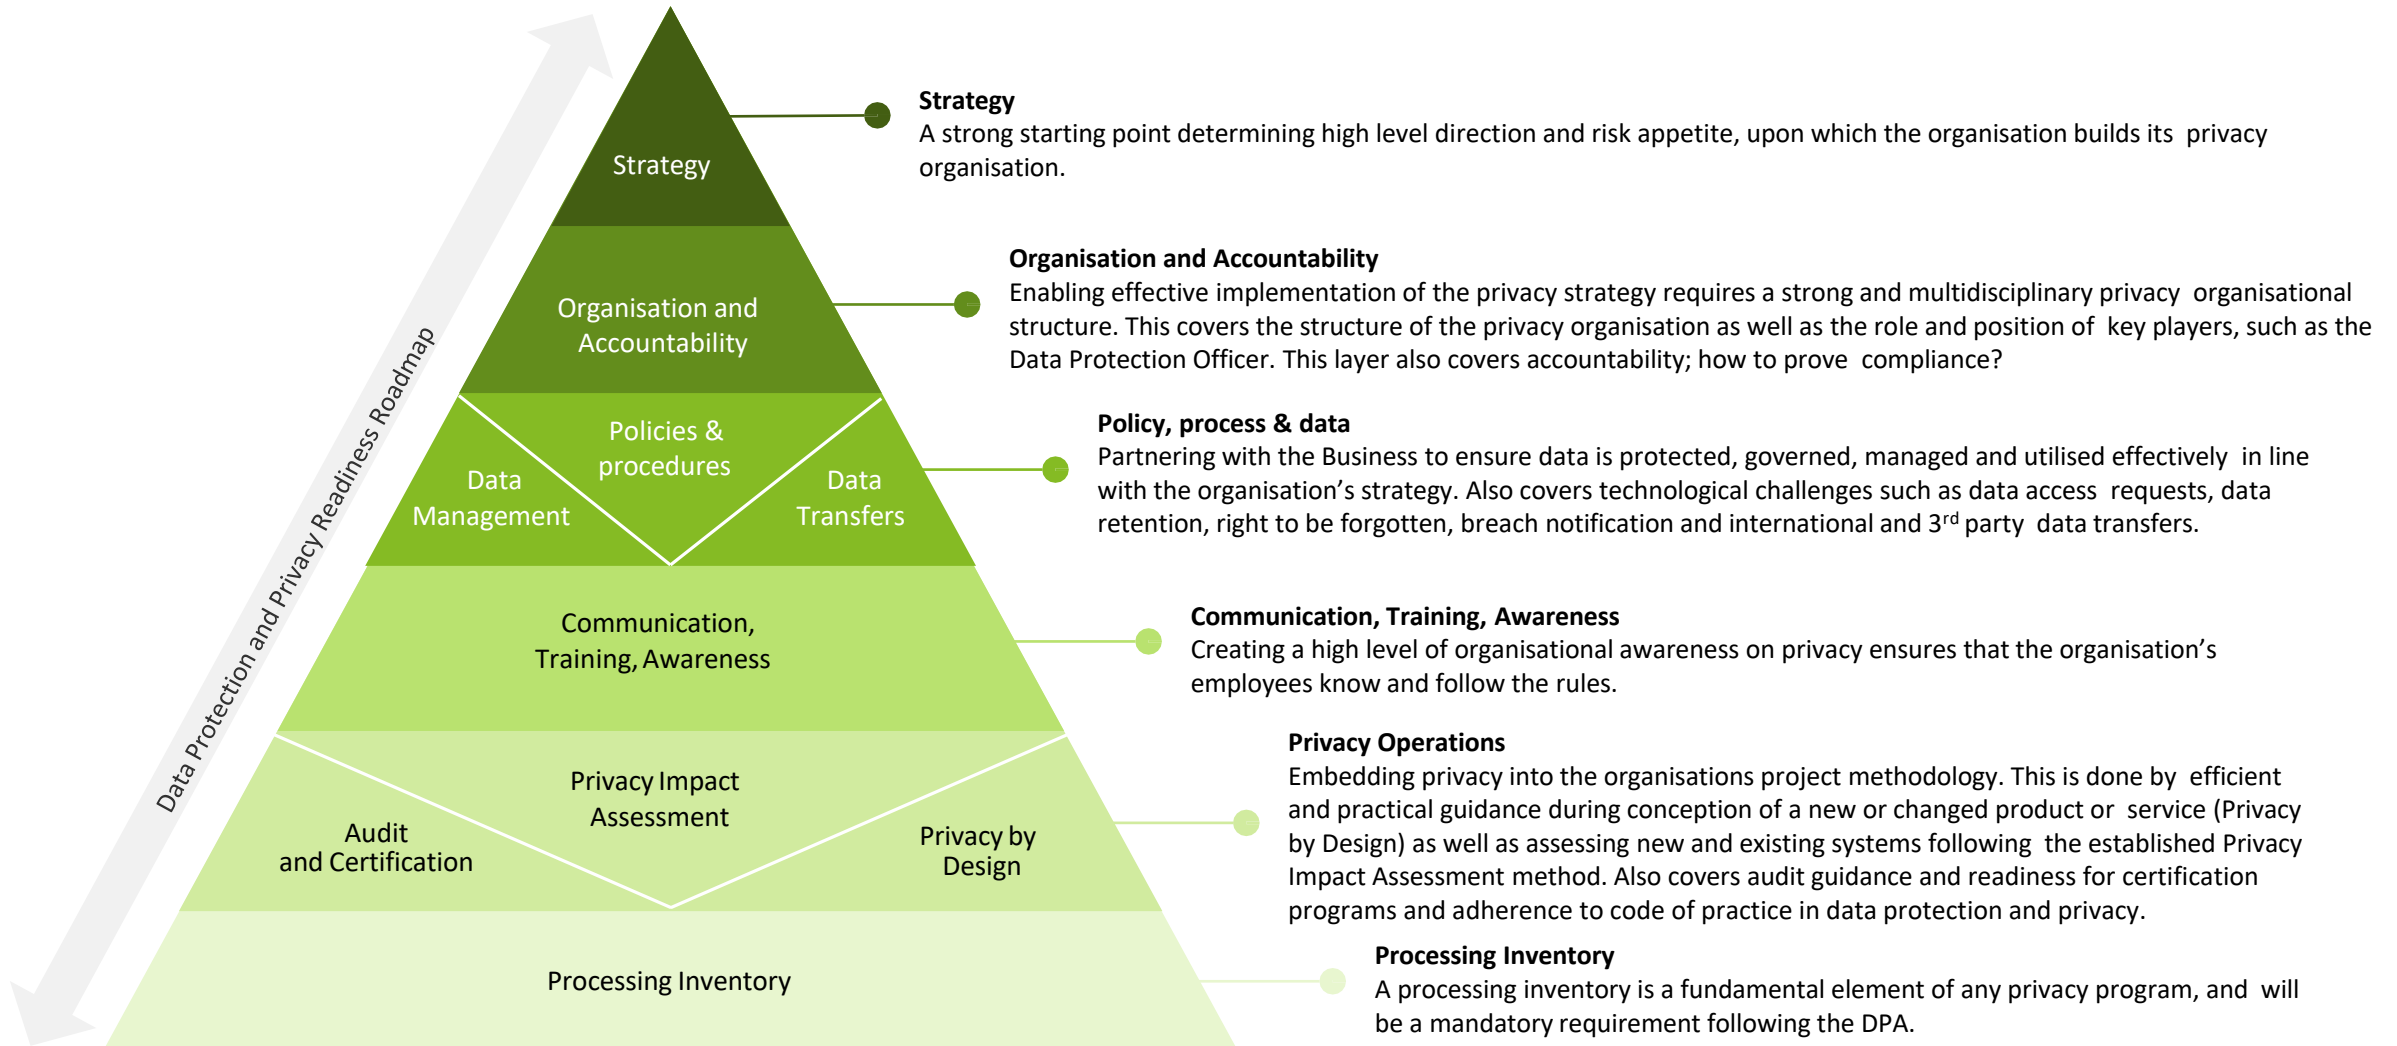 Data Protection and Privacy Readiness Roadmap
Strategy
Strategy
A strong starting point determining high level direction and risk appetite, upon which the organisation builds its privacy
organisation.
Organisation and
Accountability
Organisation and Accountability
Enabling effective implementation of the privacy strategy requires a strong and multidisciplinary privacy organisational
structure. This covers the structure of the privacy organisation as well as the role and position of key players, such as the
Data Protection Officer. This layer also covers accountability; how to prove compliance?
Policies &
procedures
Data
Management
Data
Transfers
Policy, process & data
Partnering with the Business to ensure data is protected, governed, managed and utilised effectively in line
with the organisation’s strategy. Also covers technological challenges such as data access requests, data
retention, right to be forgotten, breach notification and international and 3rd party data transfers.
Communication,
Training, Awareness
Communication, Training, Awareness
Creating a high level of organisational awareness on privacy ensures that the organisation’s
employees know and follow the rules.
Privacy Impact
Assessment
Audit
and Certification
Privacy by
Design
Privacy Operations
Embedding privacy into the organisations project methodology. This is done by efficient
and practical guidance during conception of a new or changed product or service (Privacy
by Design) as well as assessing new and existing systems following the established Privacy
Impact Assessment method. Also covers audit guidance and readiness for certification
programs and adherence to code of practice in data protection and privacy.
Processing Inventory
Processing Inventory
A processing inventory is a fundamental element of any privacy program, and will
be a mandatory requirement following the DPA.